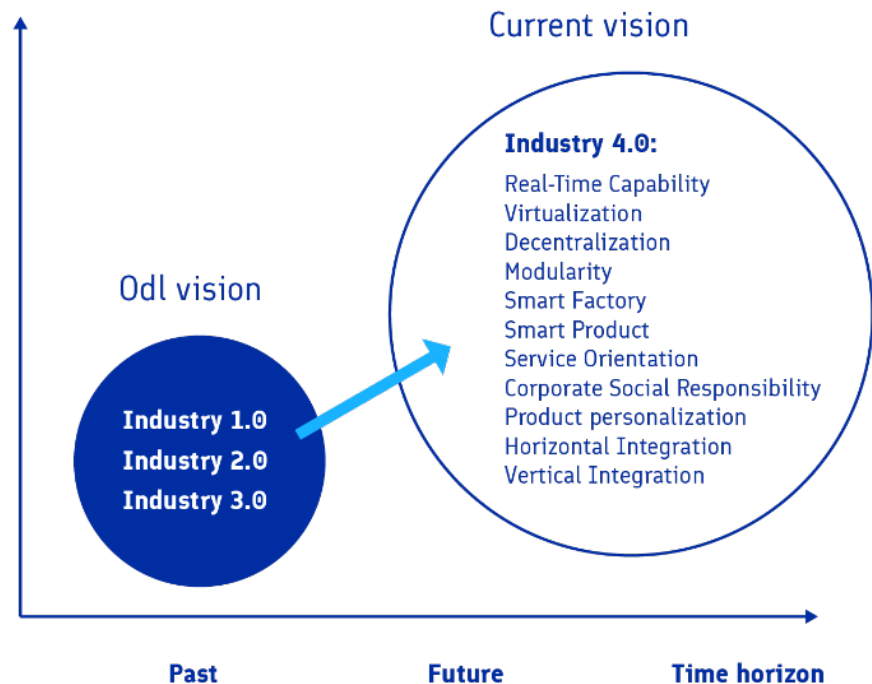 Current vision
Industry 4.0:
Real-Time Capability
Virtualization
Decentralization
Modularity
Smart Factory
Smart Product
Service Orientation
Corporate Social Responsibility
Product personalization
Horizontal Integration
Vertical Integration
Odl vision
Industry 1.0
Industry 2.0
Industry 3.0
Past Future Time horizon